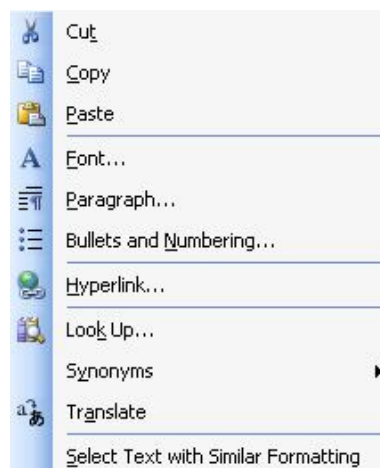 Cut
Copy
Paste
Font...
Paragraph...
Bullets and Numbering...
Hyperlink...
Look Up...
Synonyms
Translate
Select Text with Similar Formatting